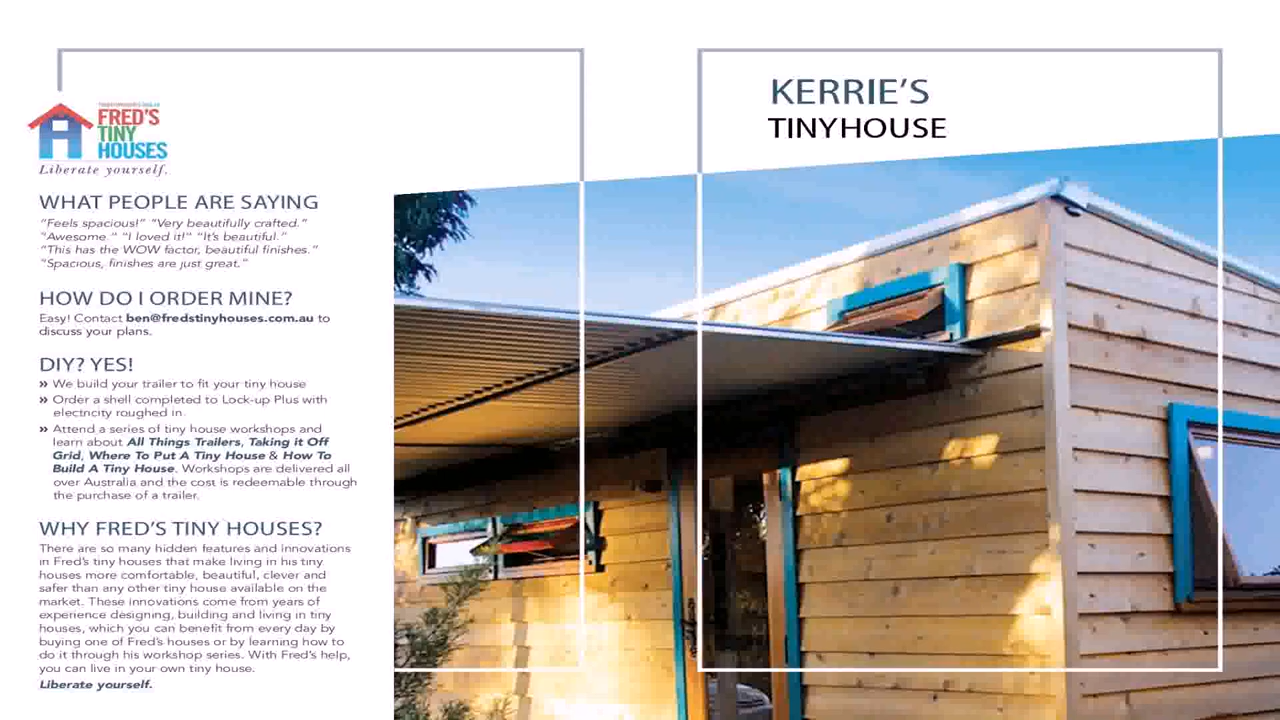 FRED'S
TINY
HOUSES
Liberate yourself.
WHAT PEOPLE ARE SAYING
“Feels spacious!” “Very beautifully crafted.”
“Awesome.” “I loved it!” “It’s beautiful.”
“This has the WOW factor, beautiful finishes.”
“Spacious, finishes are just great.”
HOW DO I ORDER MINE?
Easy! Contact ben@fredstinyhouses.com.au to
discuss your plans.
DIY? YES!
» We build your trailer to fit your tiny house
» Order a shell completed to Lock-up Plus with
electricity roughed in.
» Attend a series of tiny house workshops and
learn about All Things Trailers, Taking it Off
Grid, Where To Put A Tiny House & How To
Build A Tiny House. Workshops are delivered all
over Australia and the cost is redeemable through
the purchase of a trailer.
WHY FRED’S TINY HOUSES?
There are so many hidden features and innovations
in Fred’s tiny houses that make living in his tiny
houses more comfortable, beautiful, clever and
safer than any other tiny house available on the
market. These innovations come from years of
experience designing, building and living in tiny
houses, which you can benefit from every day by
buying one of Fred’s houses or by learning how to
do it through his workshop series. With Fred’s help,
you can live in your own tiny house.
Liberate yourself.
KERRIE’S
TINYHOUSE